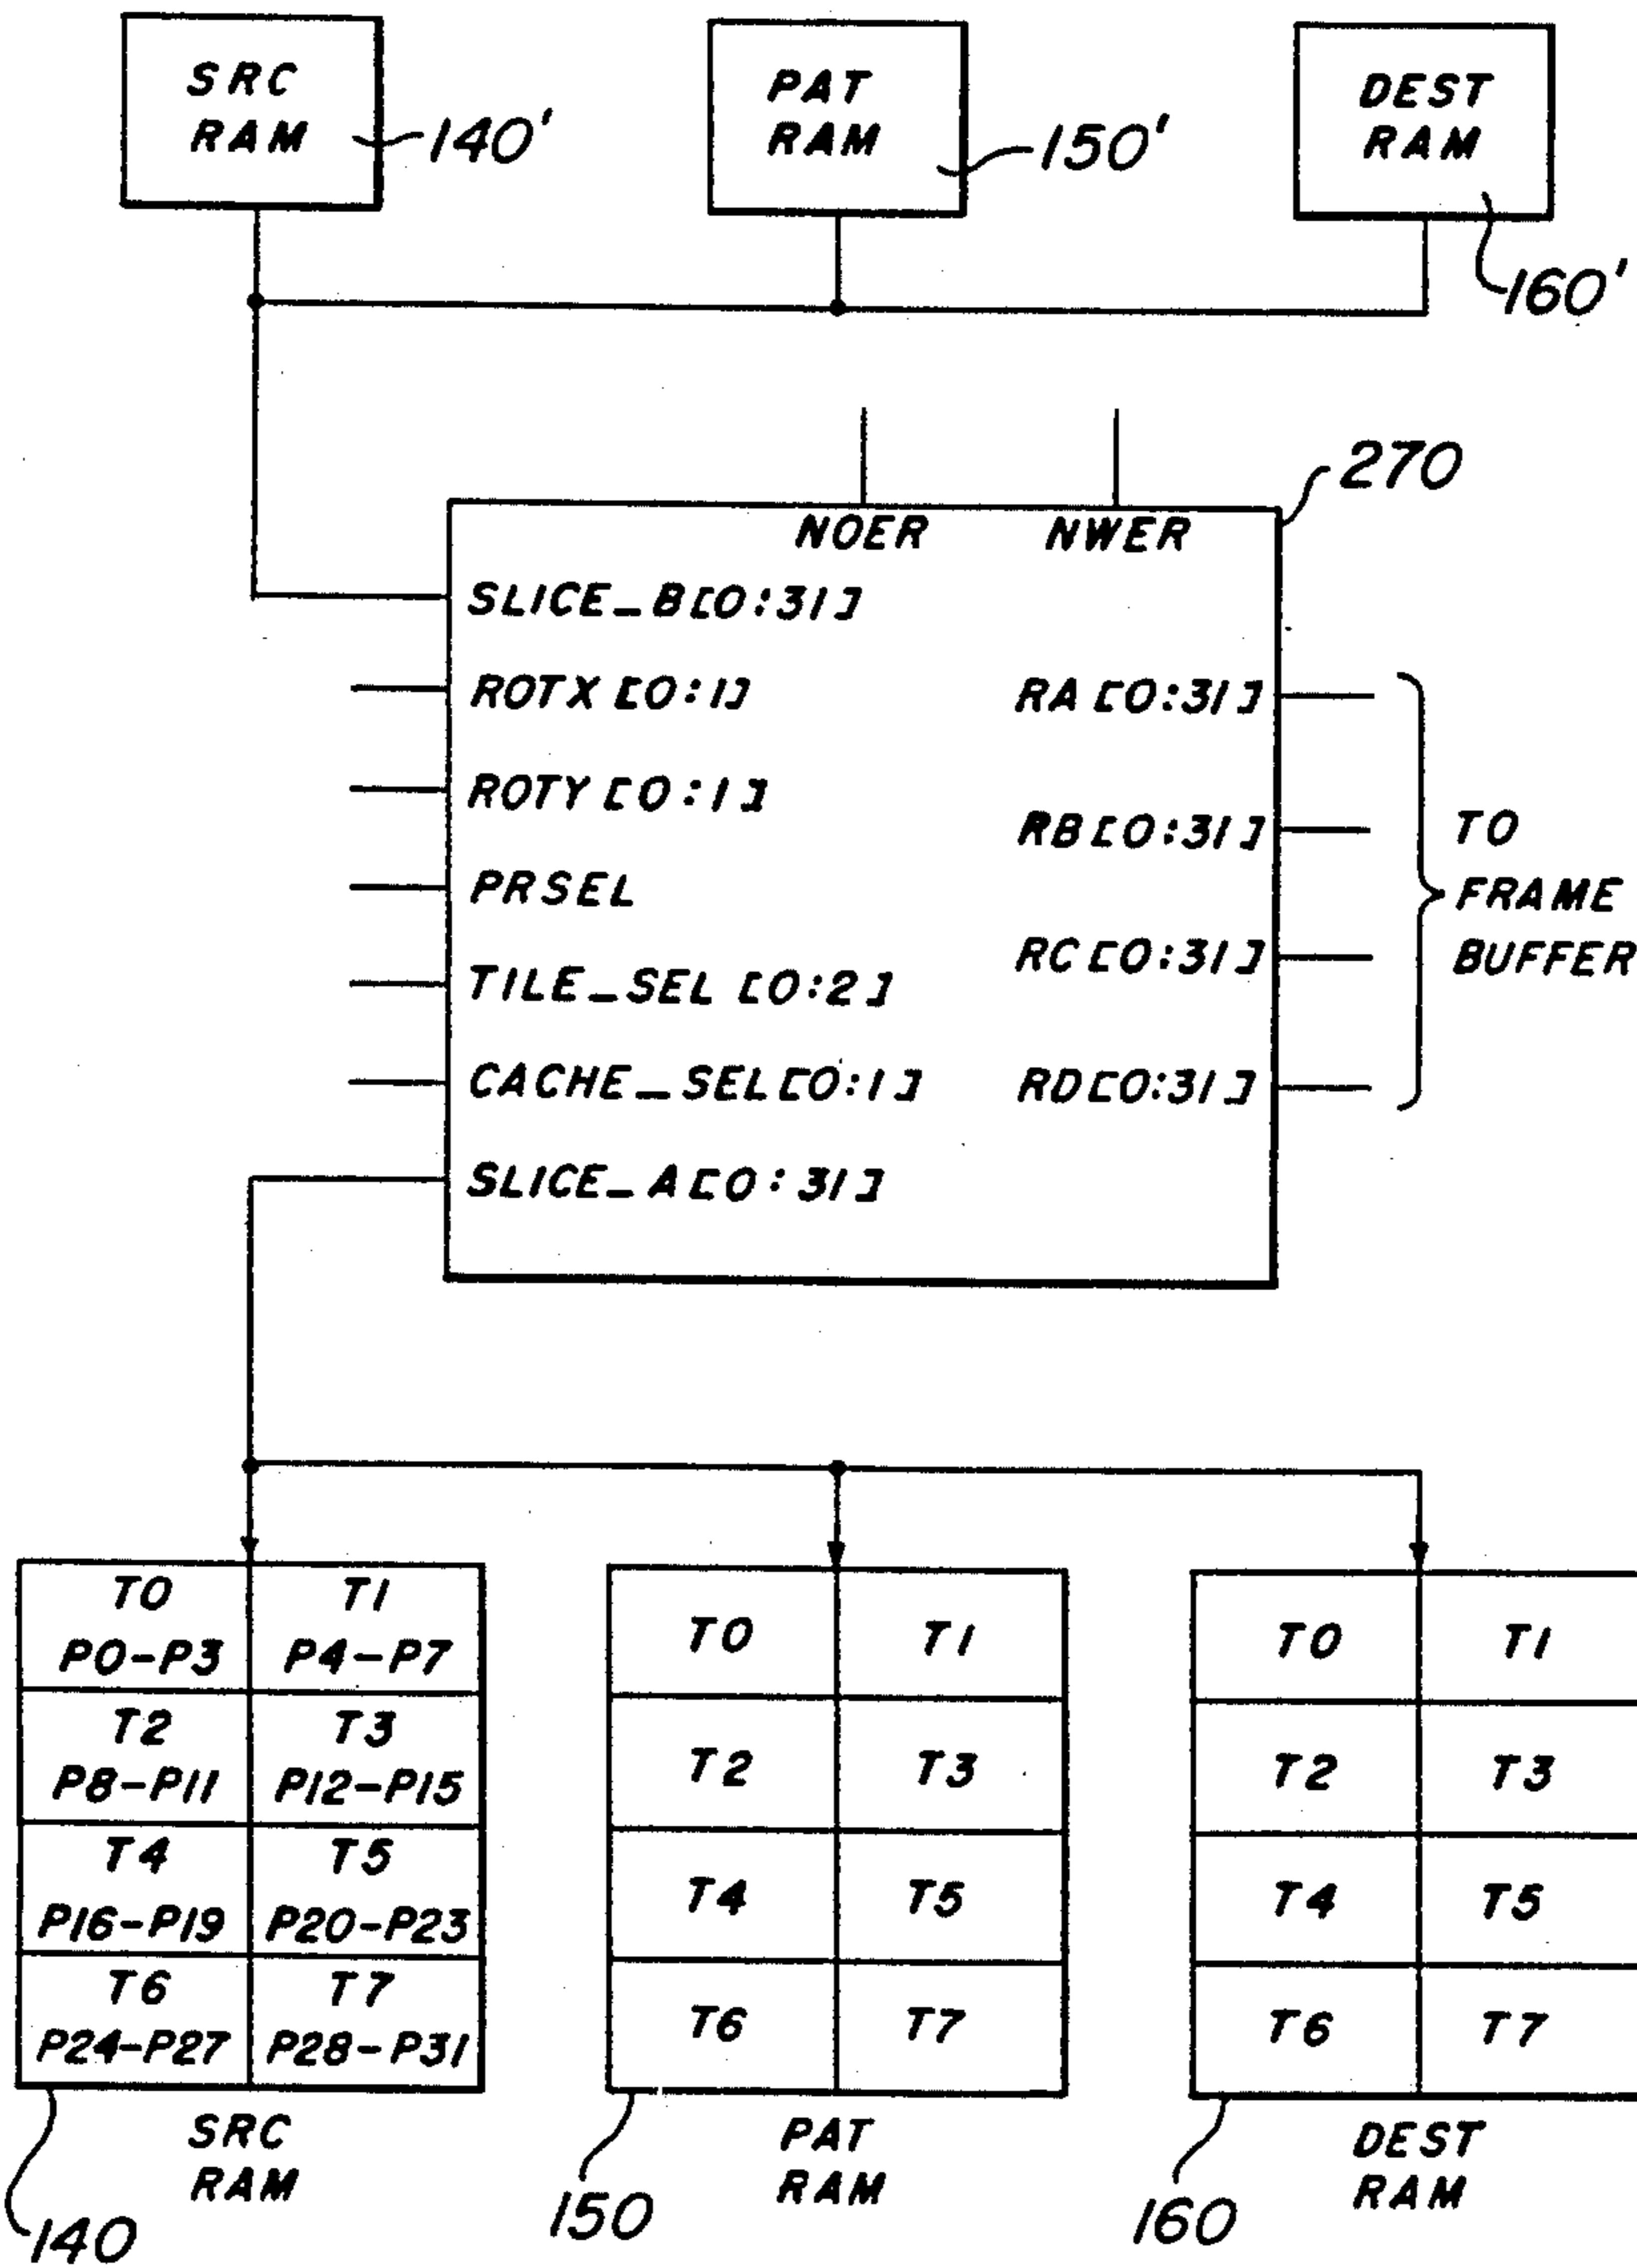 SRC
RAM
140'
PAT
RAM
150'
DEST
RAM
160'
270
NOER
NWER
SLICE_B[0:31]
ROTX [0:1]
ROTY [0:1]
PRSEL
TILE_SEL [0:2]
CACHE_SEL[0:1]
SLICE_A[0:31]
RA [0:31]
RB[0:31]
RC[0:31]
RD[0:31]
TO
FRAME
BUFFER
T0
P0-P3
T1
P4-P7
T2
P8-P11
T3
P12-P15
T4
P16-P19
T5
P20-P23
T6
P24-P27
T7
P28-P31
SRC
RAM
140
T0
T1
T2
T3
T4
T5
T6
T7
PAT
RAM
150
T0
T1
T2
T3
T4
T5
T6
T7
DEST
RAM
160